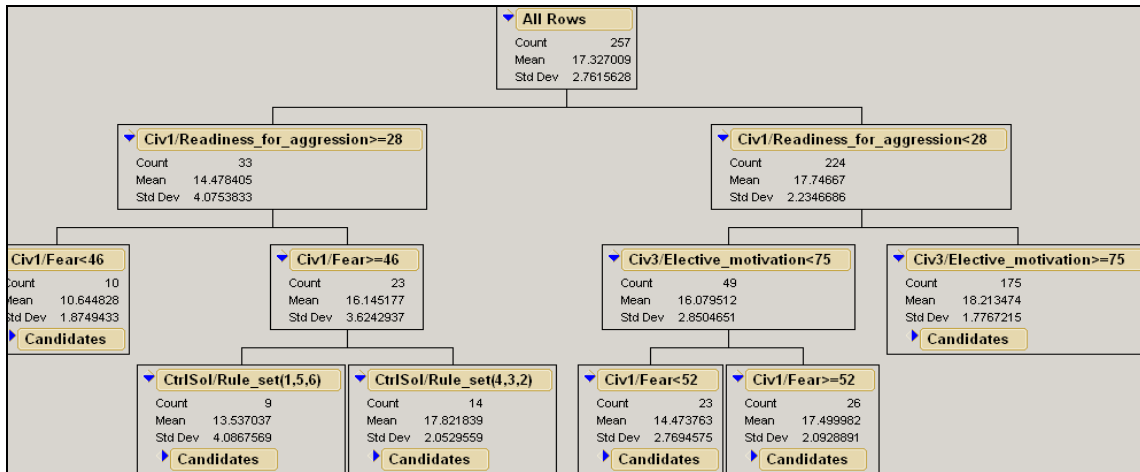 All Rows
Count 257
Mean 17.327009
Std Dev 2.7615628
Civ1/Readiness_for_aggression>=28
Count 33
Mean 14.478405
Std Dev 4.0753833
Civ1/Readiness_for_aggression<28
Count 224
Mean 17.74667
Std Dev 2.2346686
Civ1/Fear<46
Count 10
Mean 10.644828
Std Dev 1.8749433
Candidates
Civ1/Fear>=46
Count 23
Mean 16.145177
Std Dev 3.6242937
Civ3/Elective_motivation<75
Count 49
Mean 16.079512
Std Dev 2.8504651
Civ3/Elective_motivation>=75
Count 175
Mean 18.213474
Std Dev 1.7767215
Candidates
CtrlSol/Rule_set(1,5,6)
Count 9
Mean 13.537037
Std Dev 4.0867569
Candidates
CtrlSol/Rule_set(4,3,2)
Count 14
Mean 17.821839
Std Dev 2.0529559
Candidates
Civ1/Fear<52
Count 23
Mean 14.473763
Std Dev 2.7694575
Candidates
Civ1/Fear>=52
Count 26
Mean 17.499982
Std Dev 2.0928891
Candidates